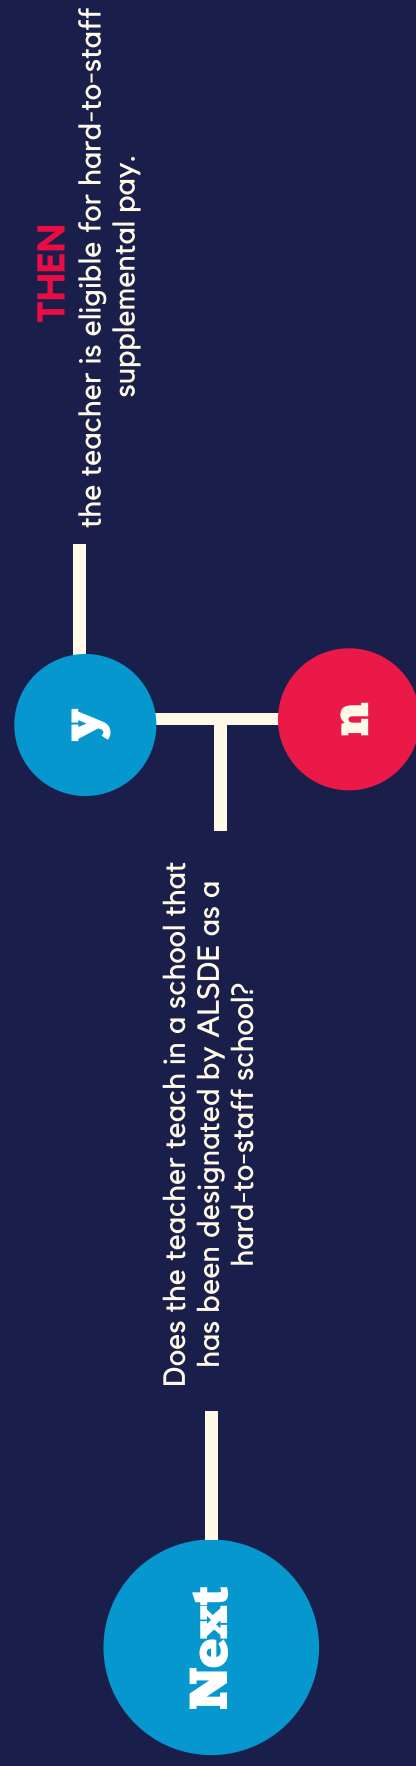 Next
Does the teacher teach in a school that
has been designated by ALSDE as a
hard-to-staff school?
y
THEN
the teacher is eligible for hard-to-staff
supplemental pay.
n